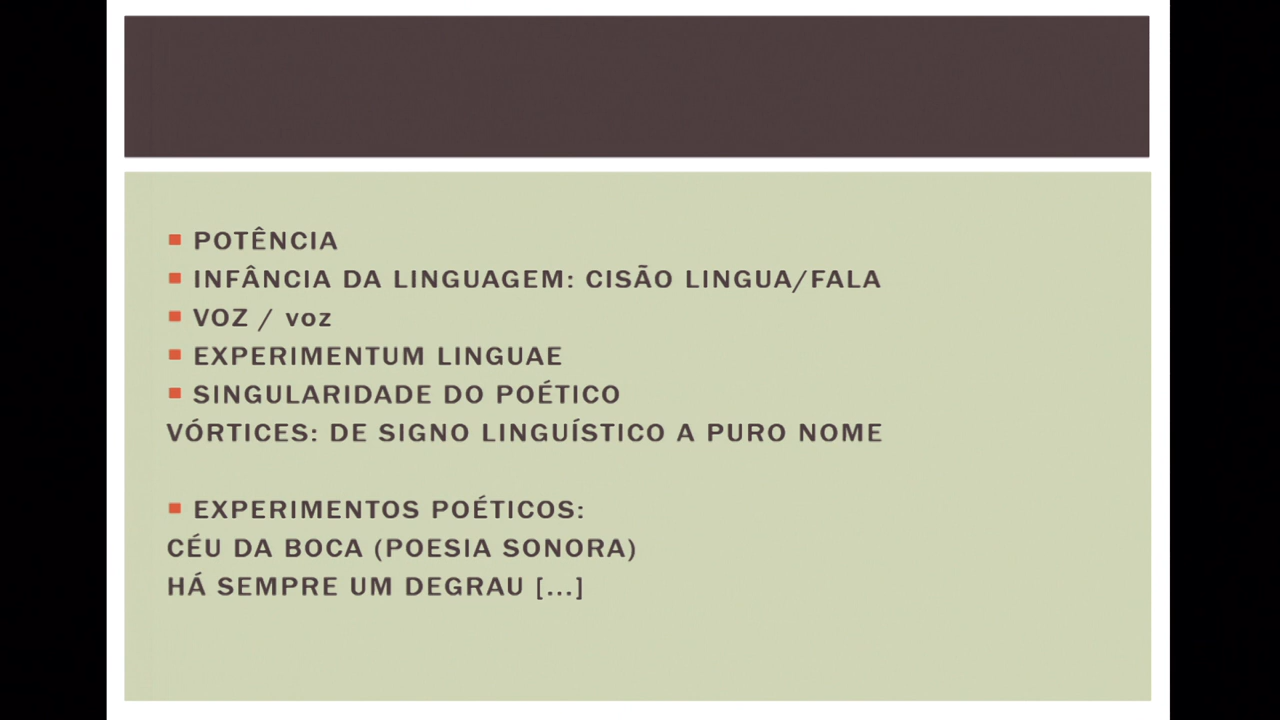 POTÊNCIA
INFÂNCIA DA LINGUAGEM: CISÃO LINGUA/FALA
VOZ / voz
EXPERIMENTUM LINGUAE
SINGULARIDADE DO POÉTICO
VÓRTICES: DE SIGNO LINGUÍSTICO A PURO NOME
EXPERIMENTOS POÉTICOS:
CÉU DA BOCA (POESIA SONORA)
HÁ SEMPRE UM DEGRAU [...]